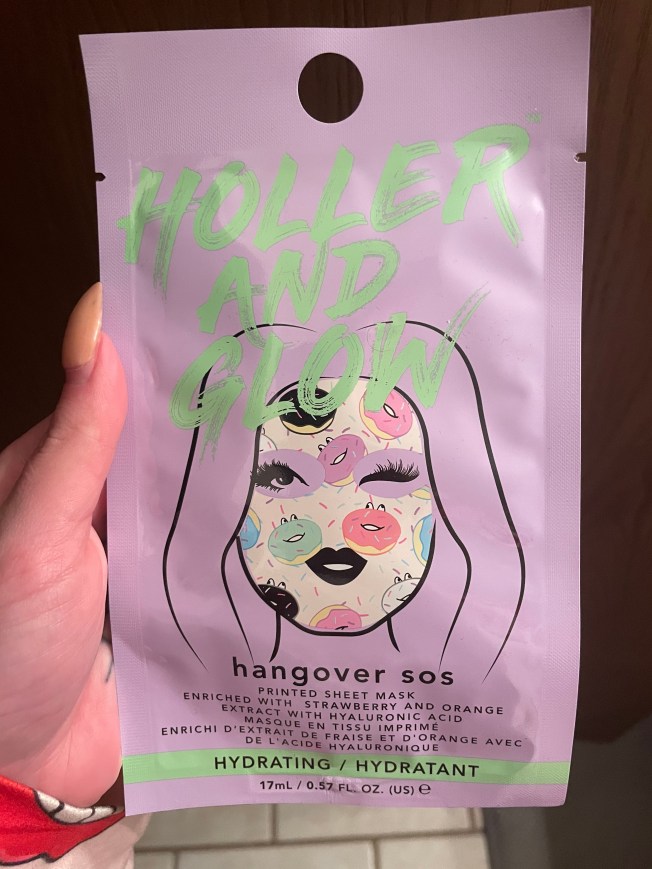 HOLLER
AND
GLOW
hangover sos
PRINTED SHEET MASK
ENRICHED WITH STRAWBERRY AND ORANGE
EXTRACT WITH HYALURONIC ACID
MASQUE EN TISSU IMPRIMÉ
ENRICHI D'EXTRAIT DE FRAISE ET D'ORANGE AVEC
DE L'ACIDE HYALURONIQUE
HYDRATING / HYDRATANT
17mL / 0.57 FL. OZ. (US) ℮